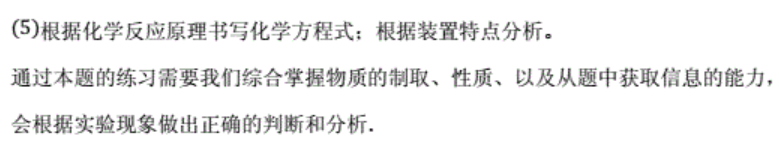 (5)根据化学反应原理书写化学方程式；根据装置特点分析。
通过本题的练习需要我们综合掌握物质的制取、性质、以及从题中获取信息的能力，
会根据实验现象做出正确的判断和分析.